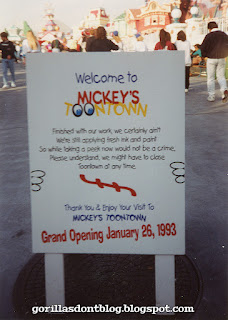 Welcome to
MICKEY'S
TOONTOWN
Finished with our work, we certainly ain't
We're still applying fresh ink and paint
So while taking a peek now would not be a crime,
Please understand, we might have to close
Toontown at any time.
Thank You & Enjoy Your Visit To
MICKEY'S TOONTOWN
Grand Opening January 26, 1993
gorillasdontblog.blogspot.com